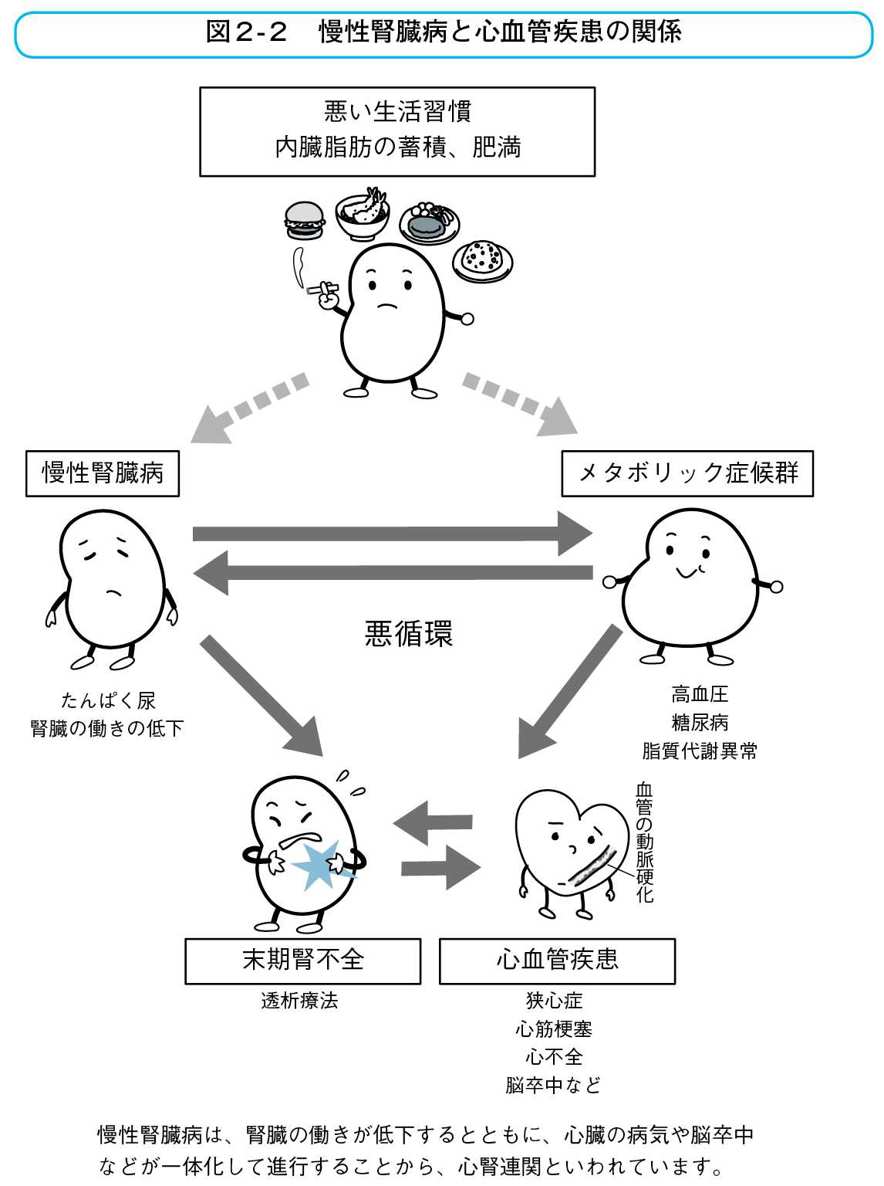 図2-2　慢性腎臓病と心血管疾患の関係
悪い生活習慣
内臓脂肪の蓄積、肥満
慢性腎臓病
メタボリック症候群
悪循環
たんぱく尿
腎臓の働きの低下
高血圧
糖尿病
脂質代謝異常
血管の動脈硬化
末期腎不全
透析療法
心血管疾患
狭心症
心筋梗塞
心不全
脳卒中など
慢性腎臓病は、腎臓の働きが低下するとともに、心臓の病気や脳卒中
などが一体化して進行することから、心腎連関といわれています。